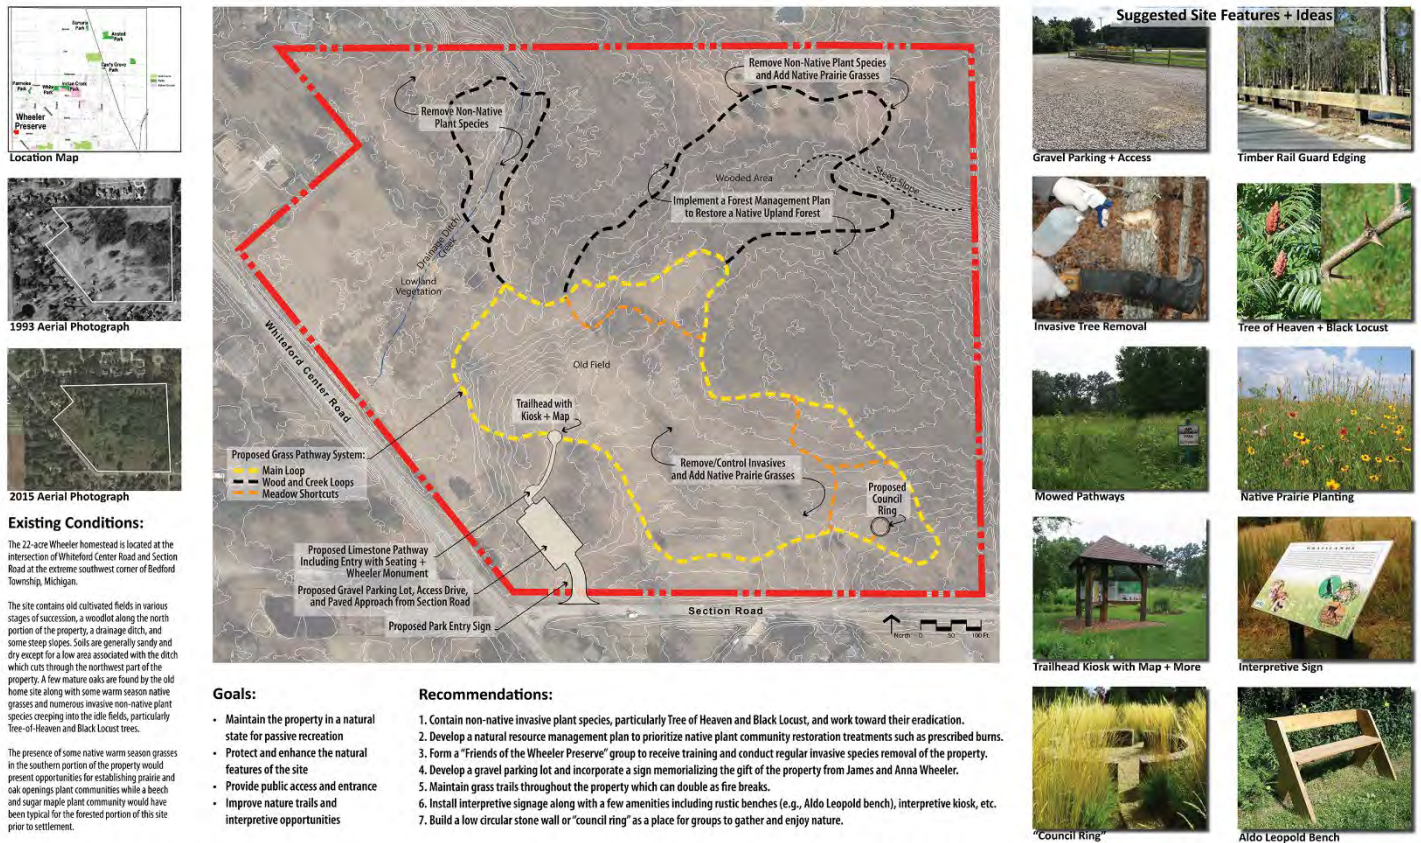 Samaria
Park
Ansted
Park
Carr's Grove
Park
Parmelee
Park
White
Park
Indian Creek
Park
Wheeler
Preserve
Location Map
1993 Aerial Photograph
2015 Aerial Photograph
Existing Conditions:
The 22-acre Wheeler homestead is located at the
intersection of Whiteford Center Road and Section
Road at the extreme southwest corner of Bedford
Township, Michigan.
The site contains old cultivated fields in various
stages of succession, a woodlot along the north
portion of the property, a drainage ditch, and
some steep slopes. Soils are generally sandy and
dry except for a low area associated with the ditch
which cuts through the northwest part of the
property. A few mature oaks are found by the old
home site along with some warm season native
grasses and numerous invasive non-native plant
species creeping into the idle fields, particularly
Tree-of-Heaven and Black Locust trees.
The presence of some native warm season grasses
in the southern portion of the property would
present opportunities for establishing prairie and
oak openings plant communities while a beech
and sugar maple plant community would have
been typical for the forested portion of this site
prior to settlement.
Remove Non-Native
Plant Species
Remove Non-Native Plant Species
and Add Native Prairie Grasses
Wooded Area
Steep Slope
Implement a Forest Management Plan
to Restore a Native Upland Forest
Drainage Ditch/
Creek
Lowland
Vegetation
Whiteford Center Road
Old Field
Trailhead with
Kiosk + Map
Proposed Grass Pathway System:
Main Loop
Wood and Creek Loops
Meadow Shortcuts
Remove/Control Invasives
and Add Native Prairie Grasses
Proposed
Council
Ring
Proposed Limestone Pathway
Including Entry with Seating +
Wheeler Monument
Proposed Gravel Parking Lot, Access Drive,
and Paved Approach from Section Road
Proposed Park Entry Sign
Section Road
North 0 50 100 Ft.
Goals:
• Maintain the property in a natural
state for passive recreation
• Protect and enhance the natural
features of the site
• Provide public access and entrance
• Improve nature trails and
interpretive opportunities
Recommendations:
1. Contain non-native invasive plant species, particularly Tree of Heaven and Black Locust, and work toward their eradication.
2. Develop a natural resource management plan to prioritize native plant community restoration treatments such as prescribed burns.
3. Form a "Friends of the Wheeler Preserve" group to receive training and conduct regular invasive species removal of the property.
4. Develop a gravel parking lot and incorporate a sign memorializing the gift of the property from James and Anna Wheeler.
5. Maintain grass trails throughout the property which can double as fire breaks.
6. Install interpretive signage along with a few amenities including rustic benches (e.g., Aldo Leopold bench), interpretive kiosk, etc.
7. Build a low circular stone wall or "council ring" as a place for groups to gather and enjoy nature.
Suggested Site Features + Ideas
Gravel Parking + Access
Timber Rail Guard Edging
Invasive Tree Removal
Tree of Heaven + Black Locust
Mowed Pathways
Native Prairie Planting
GRASSLANDS
Trailhead Kiosk with Map + More
Interpretive Sign
"Council Ring"
Aldo Leopold Bench